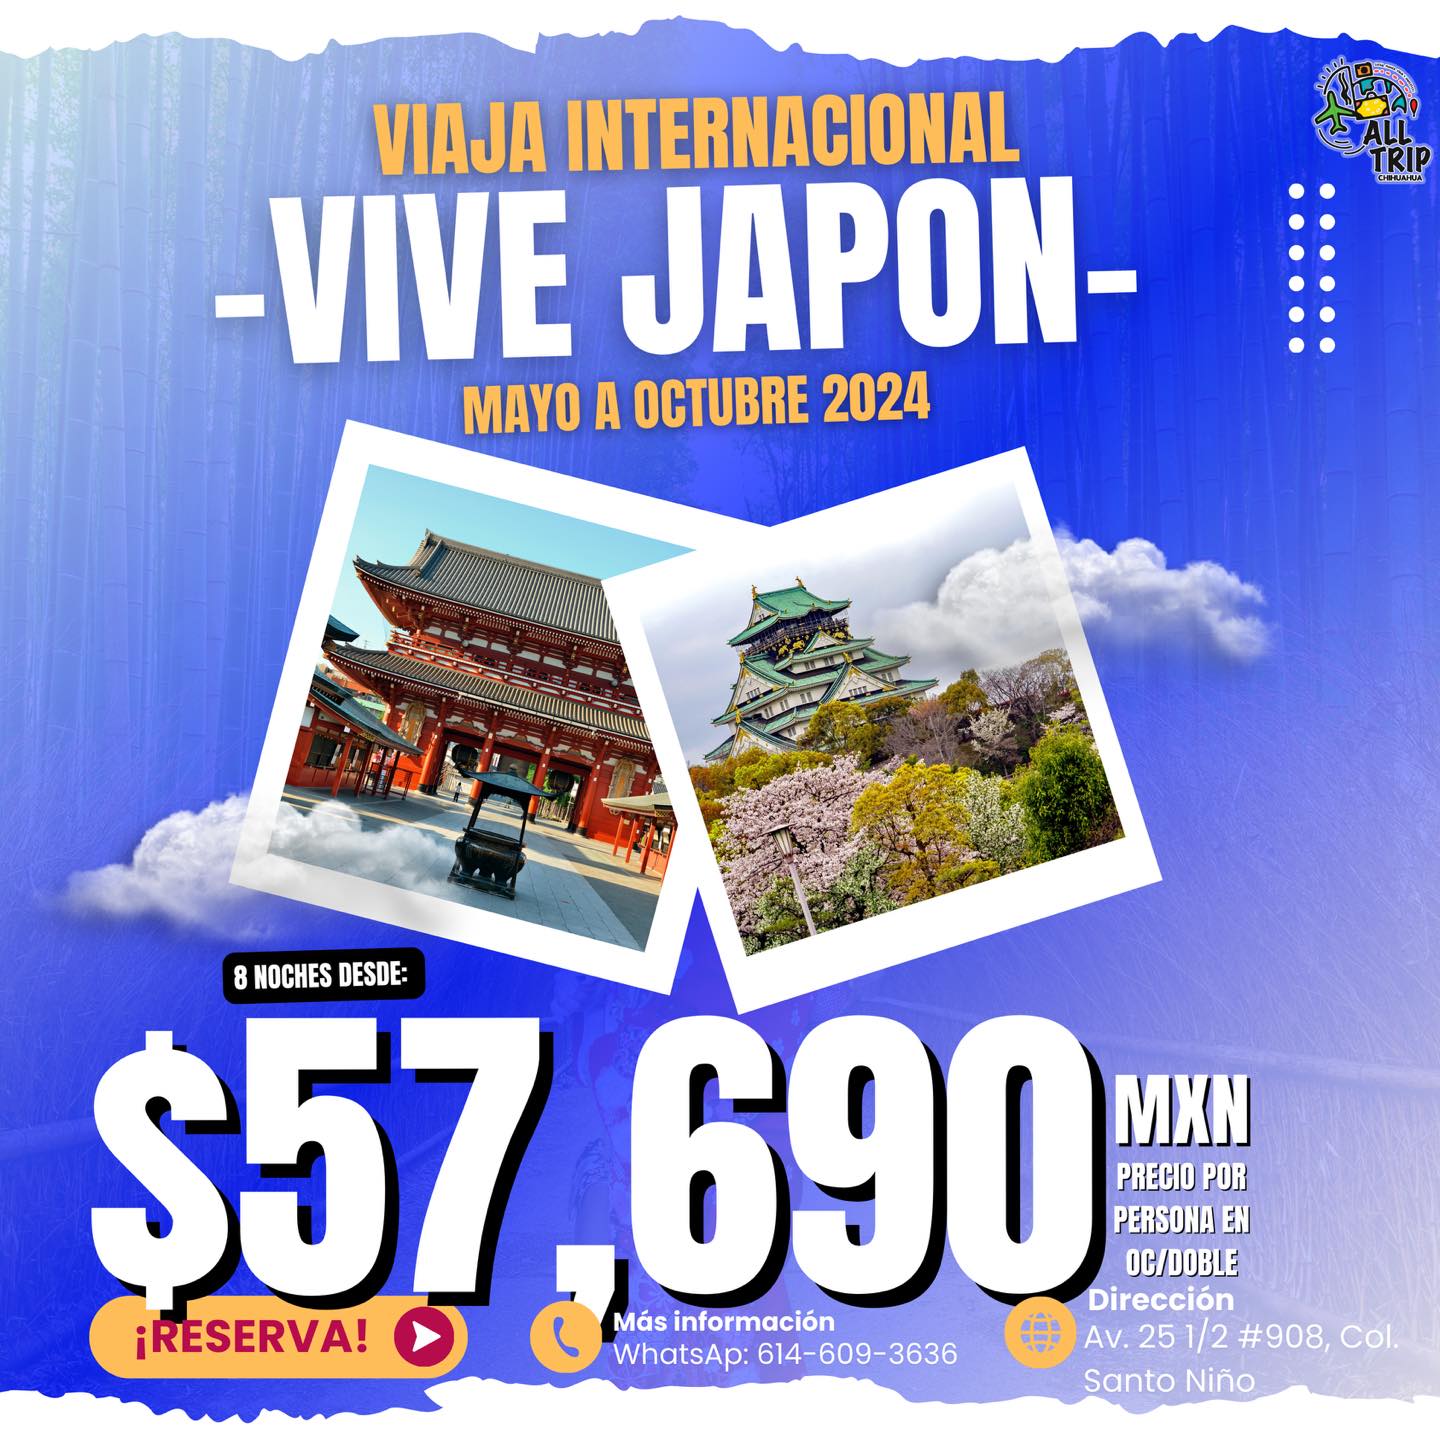 VIAJA INTERNACIONAL
ALL
TRIP
CHIHUAHUA
-VIVE JAPON-
MAYO A OCTUBRE 2024
8 NOCHES DESDE:
$57,690
MXN
PRECIO POR
PERSONA EN
OC/DOBLE
¡RESERVA!
Más información
WhatsAp: 614-609-3636
Dirección
Av. 25 1/2 #908, Col.
Santo Niño